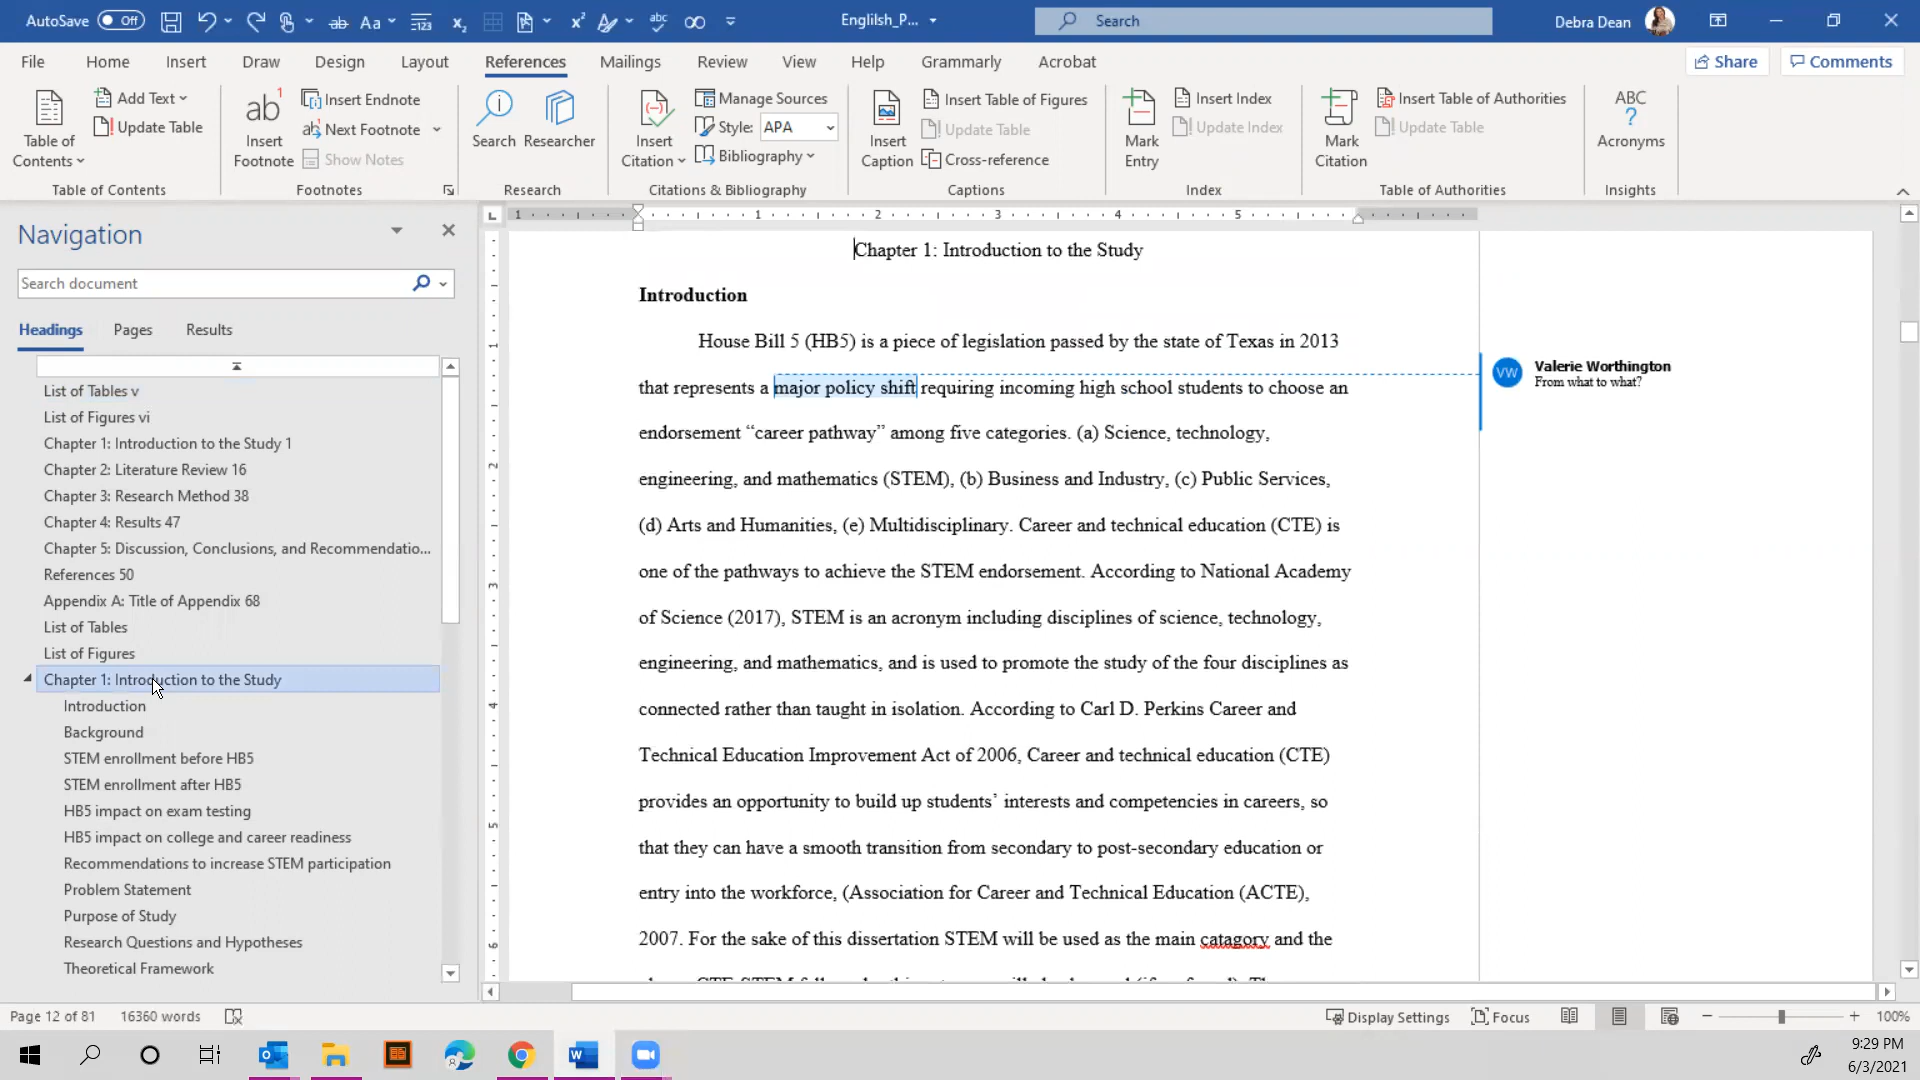 AutoSave Off Englilsh_P... Search Debra Dean
File Home Insert Draw Design Layout References Mailings Review View Help Grammarly Acrobat Share Comments
Table of Contents
Add Text
Update Table
Table of Contents
Insert Footnote
Insert Endnote
Next Footnote
Show Notes
Footnotes
Search Researcher
Research
Insert Citation
Manage Sources
Style: APA
Bibliography
Citations & Bibliography
Insert Caption
Insert Table of Figures
Update Table
Cross-reference
Captions
Mark Entry
Insert Index
Update Index
Index
Mark Citation
Insert Table of Authorities
Update Table
Table of Authorities
ABC
?
Acronyms
Insights
Navigation
Search document
Headings Pages Results
List of Tables v
List of Figures vi
Chapter 1: Introduction to the Study 1
Chapter 2: Literature Review 16
Chapter 3: Research Method 38
Chapter 4: Results 47
Chapter 5: Discussion, Conclusions, and Recommendatio...
References 50
Appendix A: Title of Appendix 68
List of Tables
List of Figures
Chapter 1: Introduction to the Study
Introduction
Background
STEM enrollment before HB5
STEM enrollment after HB5
HB5 impact on exam testing
HB5 impact on college and career readiness
Recommendations to increase STEM participation
Problem Statement
Purpose of Study
Research Questions and Hypotheses
Theoretical Framework
1 1 2 3 4 5
1
2
3
4
5
6
Chapter 1: Introduction to the Study
Introduction
House Bill 5 (HB5) is a piece of legislation passed by the state of Texas in 2013
that represents a major policy shift requiring incoming high school students to choose an
endorsement “career pathway” among five categories. (a) Science, technology,
engineering, and mathematics (STEM), (b) Business and Industry, (c) Public Services,
(d) Arts and Humanities, (e) Multidisciplinary. Career and technical education (CTE) is
one of the pathways to achieve the STEM endorsement. According to National Academy
of Science (2017), STEM is an acronym including disciplines of science, technology,
engineering, and mathematics, and is used to promote the study of the four disciplines as
connected rather than taught in isolation. According to Carl D. Perkins Career and
Technical Education Improvement Act of 2006, Career and technical education (CTE)
provides an opportunity to build up students’ interests and competencies in careers, so
that they can have a smooth transition from secondary to post-secondary education or
entry into the workforce, (Association for Career and Technical Education (ACTE),
2007. For the sake of this dissertation STEM will be used as the main catagory and the
VW Valerie Worthington
From what to what?
Page 12 of 81 16360 words Display Settings Focus 100%
9:29 PM
6/3/2021